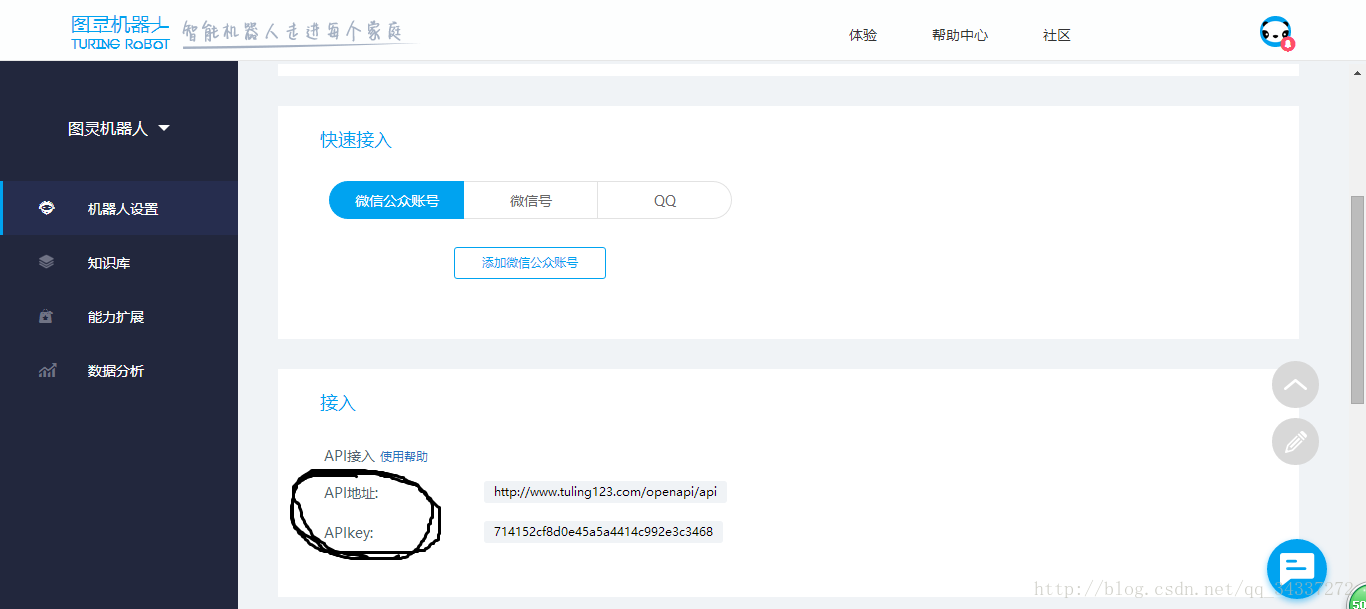 图灵机器人
TURING ROBOT
智能机器人走进每个家庭
体验 帮助中心 社区
图灵机器人
机器人设置
知识库
能力扩展
数据分析
快速接入
微信公众账号 微信号 QQ
添加微信公众账号
接入
API接入 使用帮助
API地址: http://www.tuling123.com/openapi/api
APIkey: 714152cf8d0e45a5a4414c992e3c3468
http://blog.csdn.net/qq_34337272
50